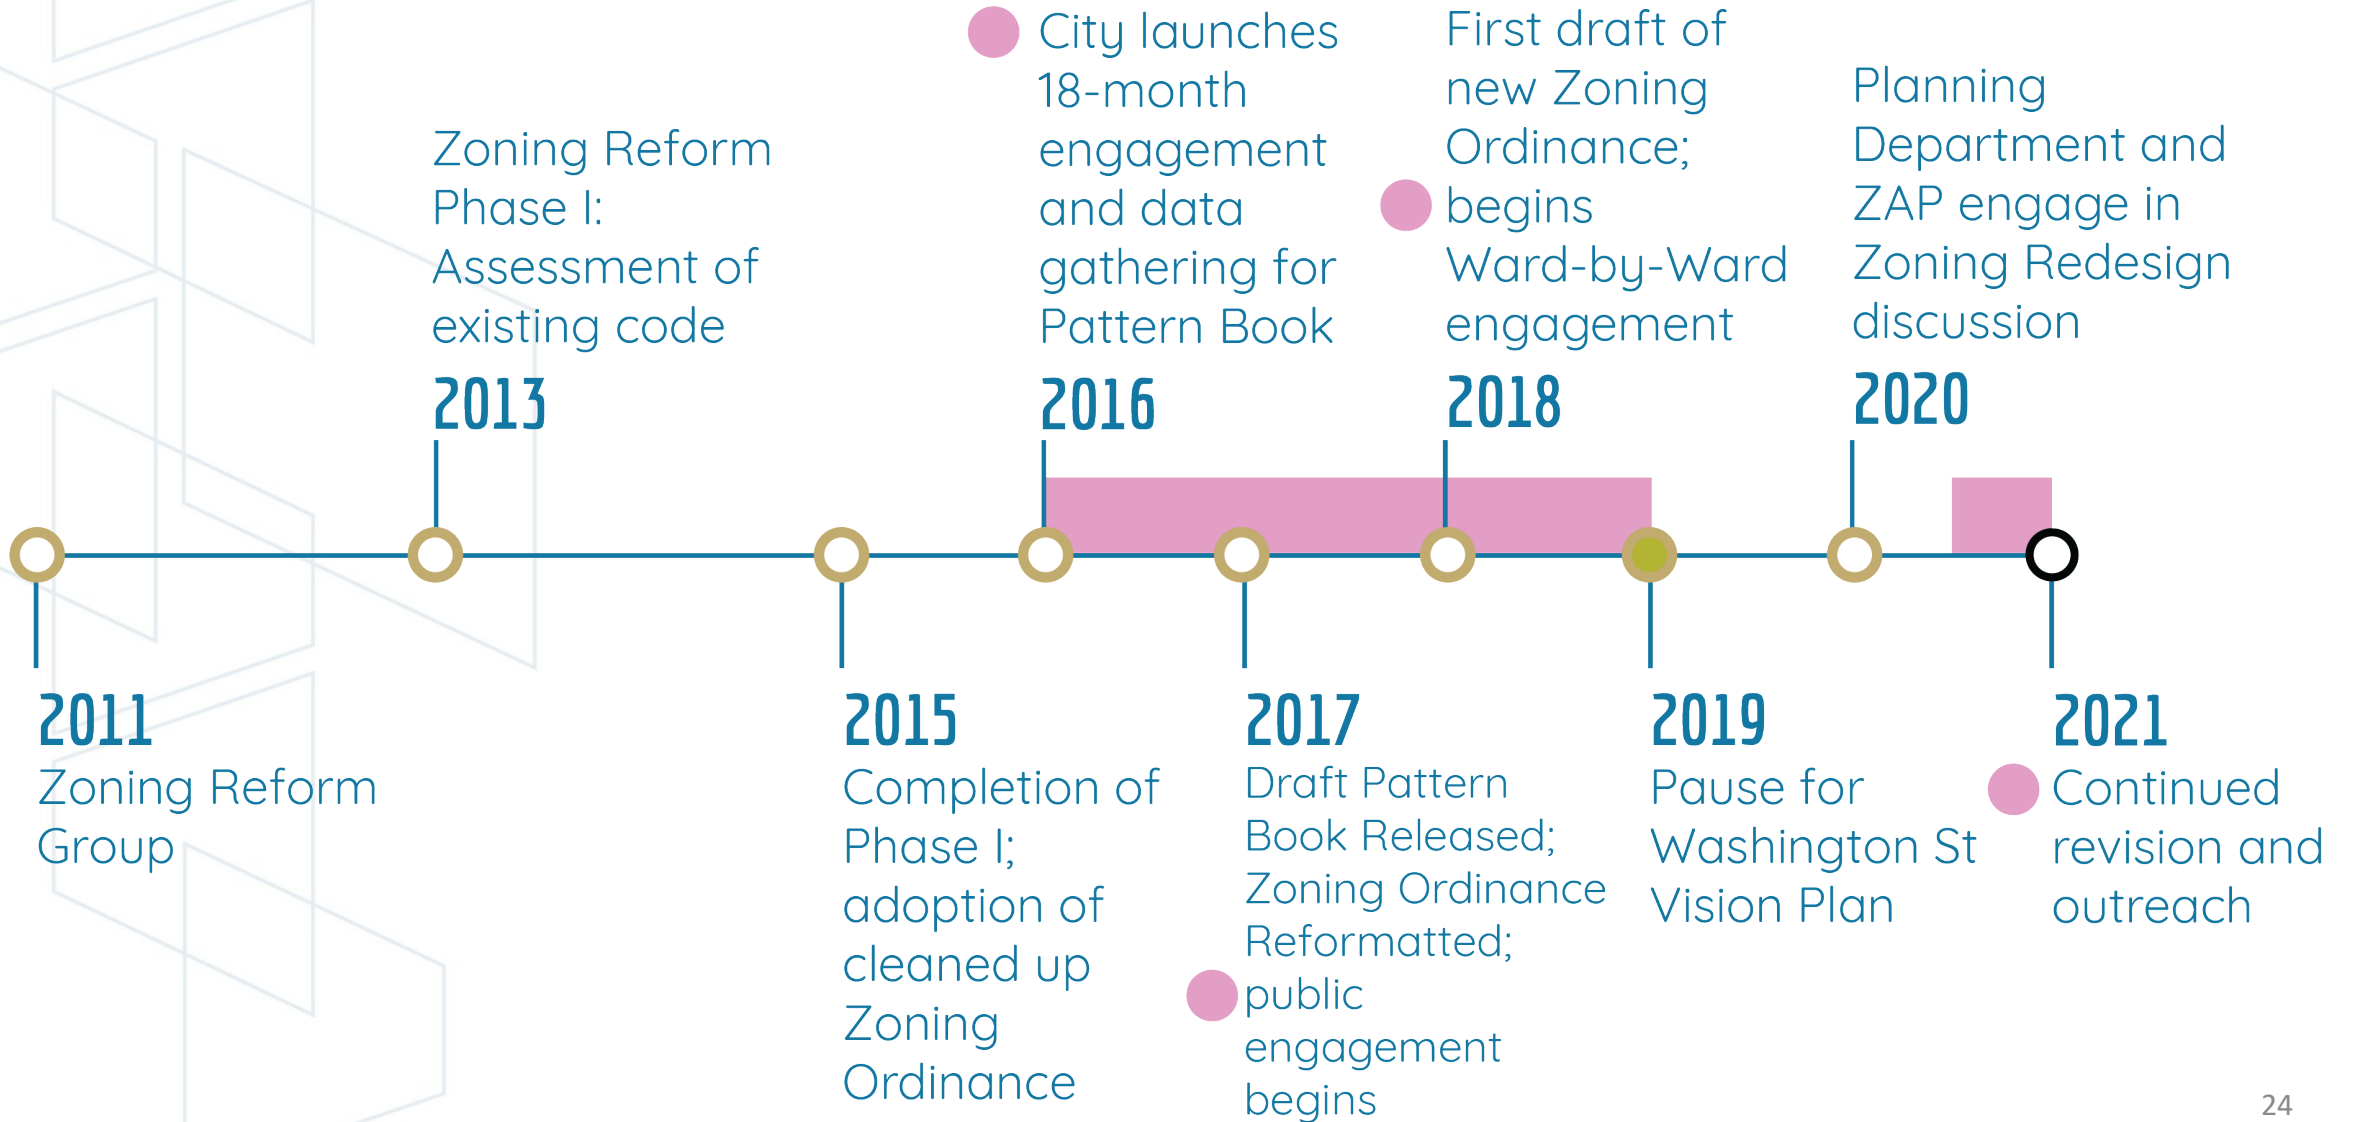 Zoning Reform
Phase I:
Assessment of
existing code
2013
City launches
18-month
engagement
and data
gathering for
Pattern Book
2016
First draft of
new Zoning
Ordinance;
begins
Ward-by-Ward
engagement
2018
Planning
Department and
ZAP engage in
Zoning Redesign
discussion
2020
2011
Zoning Reform
Group
2015
Completion of
Phase I;
adoption of
cleaned up
Zoning
Ordinance
2017
Draft Pattern
Book Released;
Zoning Ordinance
Reformatted;
public
engagement
begins
2019
Pause for
Washington St
Vision Plan
2021
Continued
revision and
outreach
24